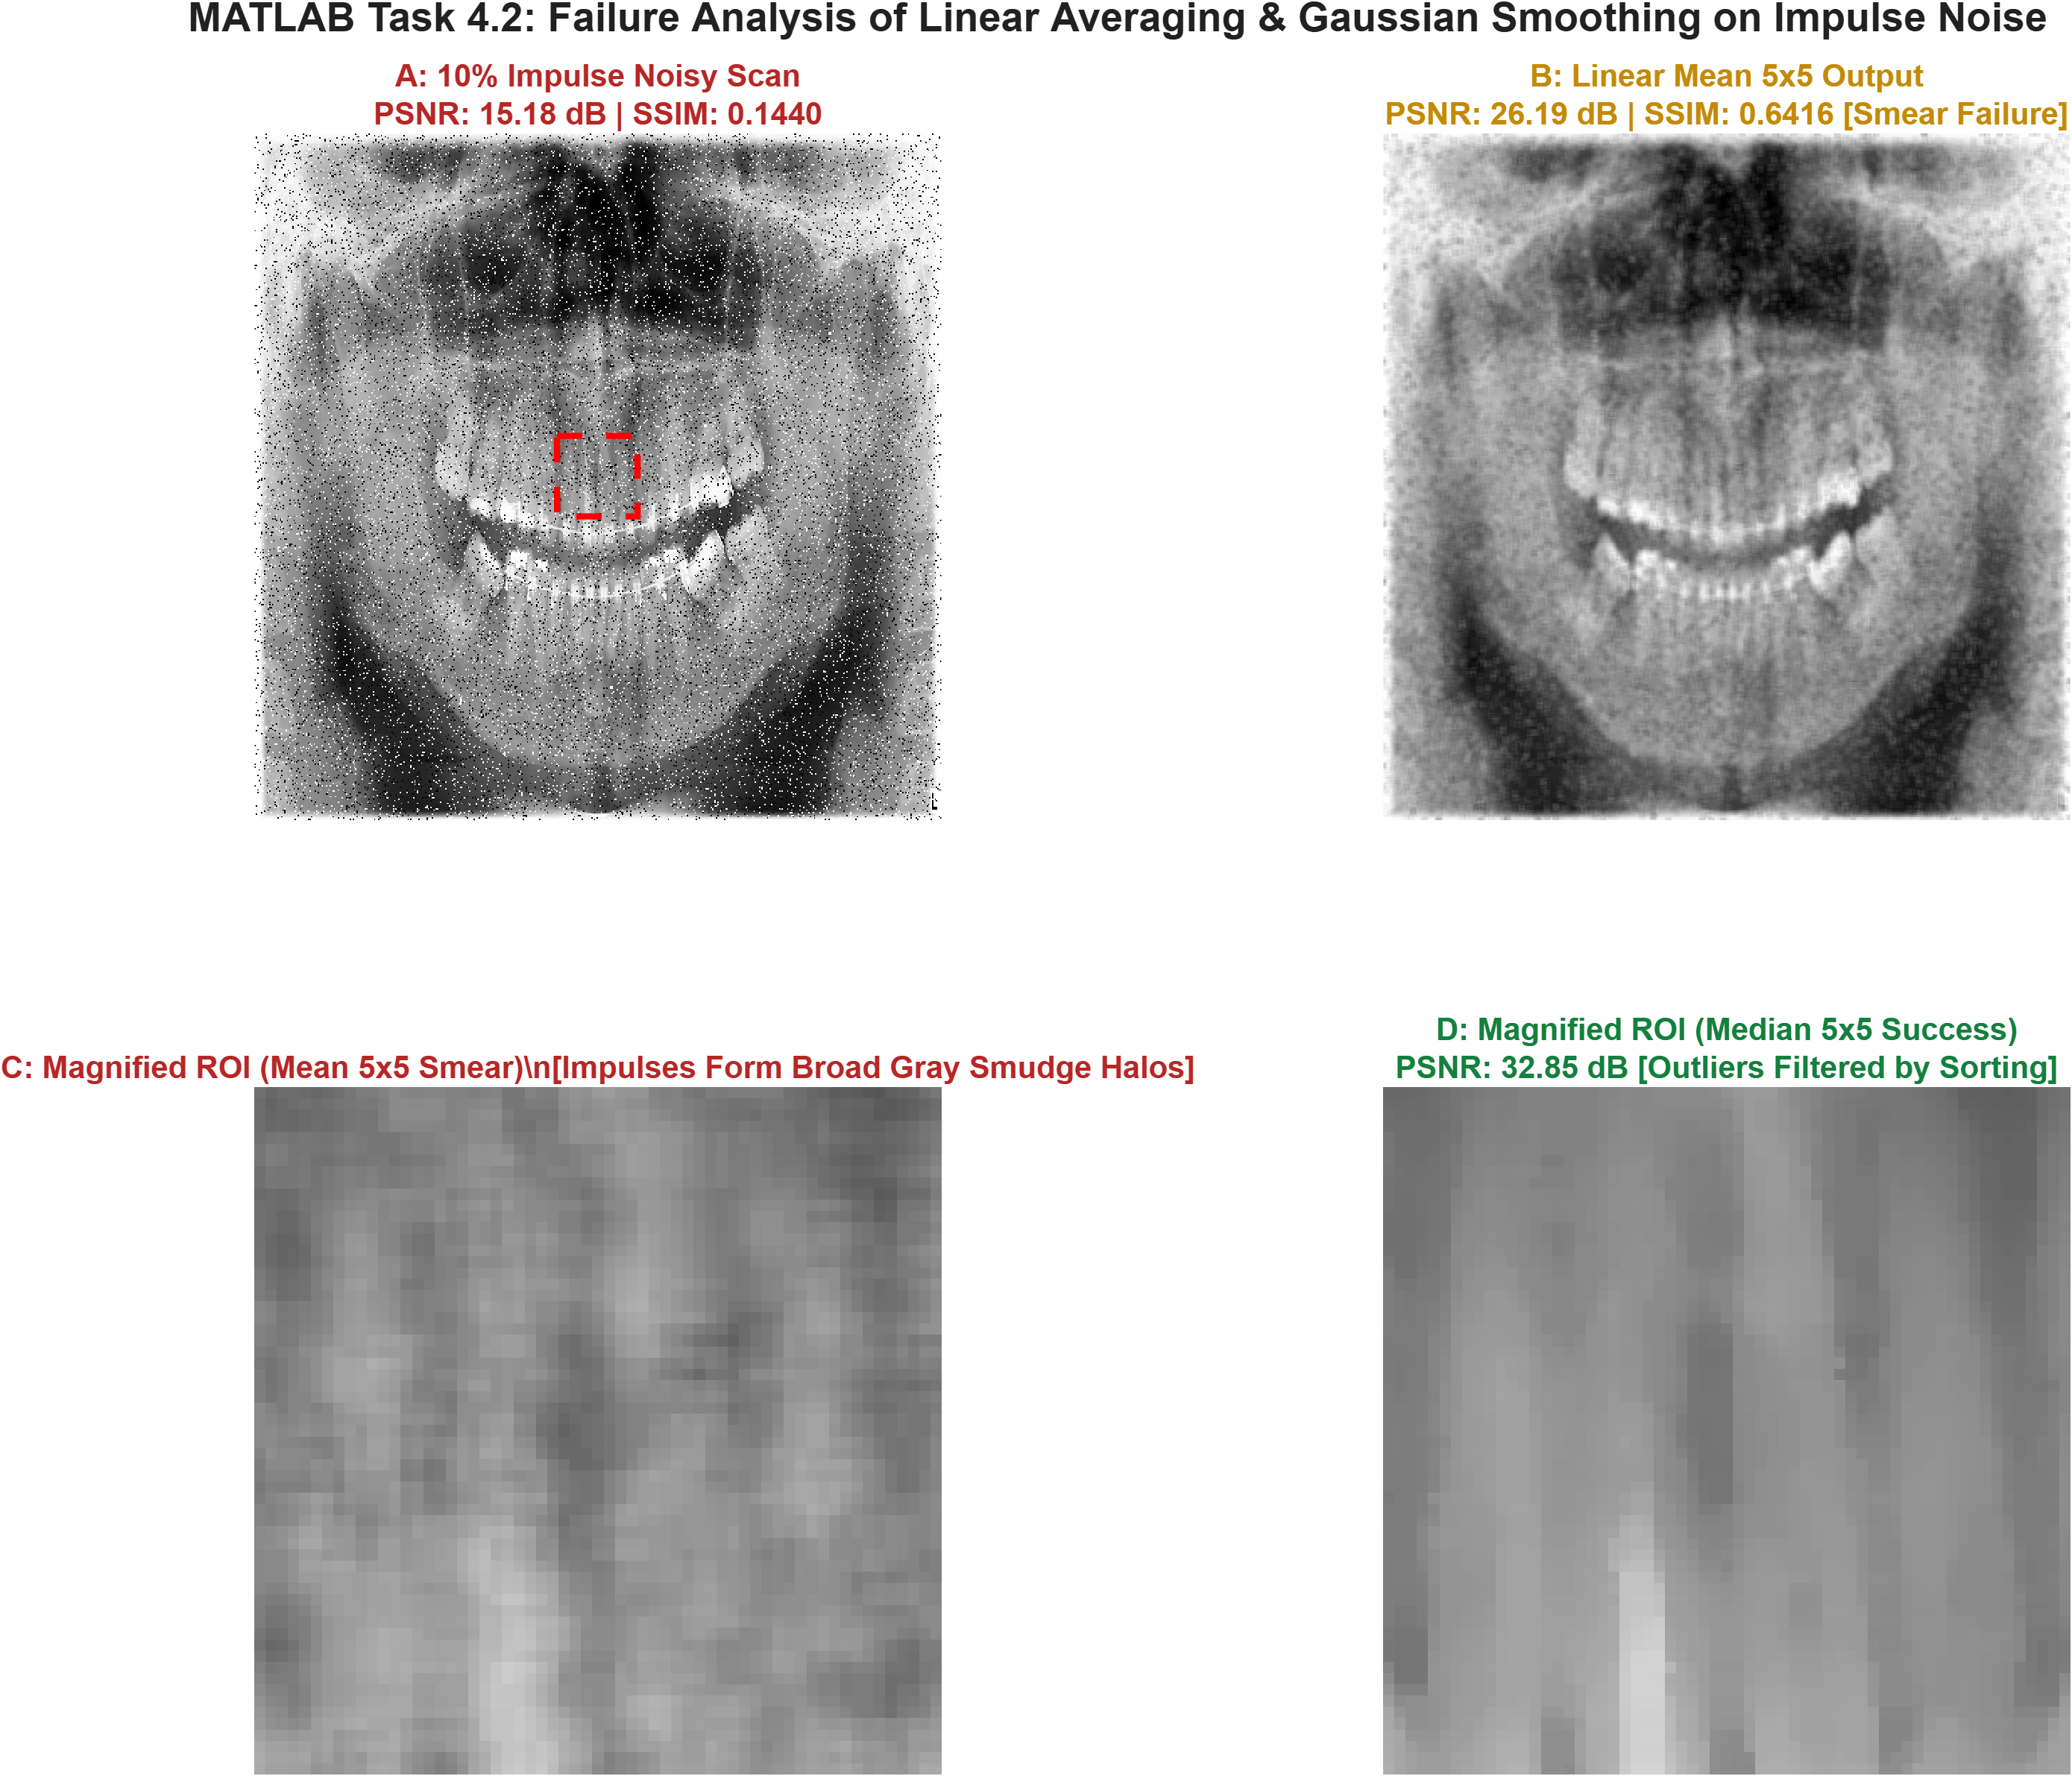 MATLAB Task 4.2: Failure Analysis of Linear Averaging & Gaussian Smoothing on Impulse Noise
A: 10% Impulse Noisy Scan
PSNR: 15.18 dB | SSIM: 0.1440
B: Linear Mean 5x5 Output
PSNR: 26.19 dB | SSIM: 0.6416 [Smear Failure]
C: Magnified ROI (Mean 5x5 Smear)\n[Impulses Form Broad Gray Smudge Halos]
D: Magnified ROI (Median 5x5 Success)
PSNR: 32.85 dB [Outliers Filtered by Sorting]